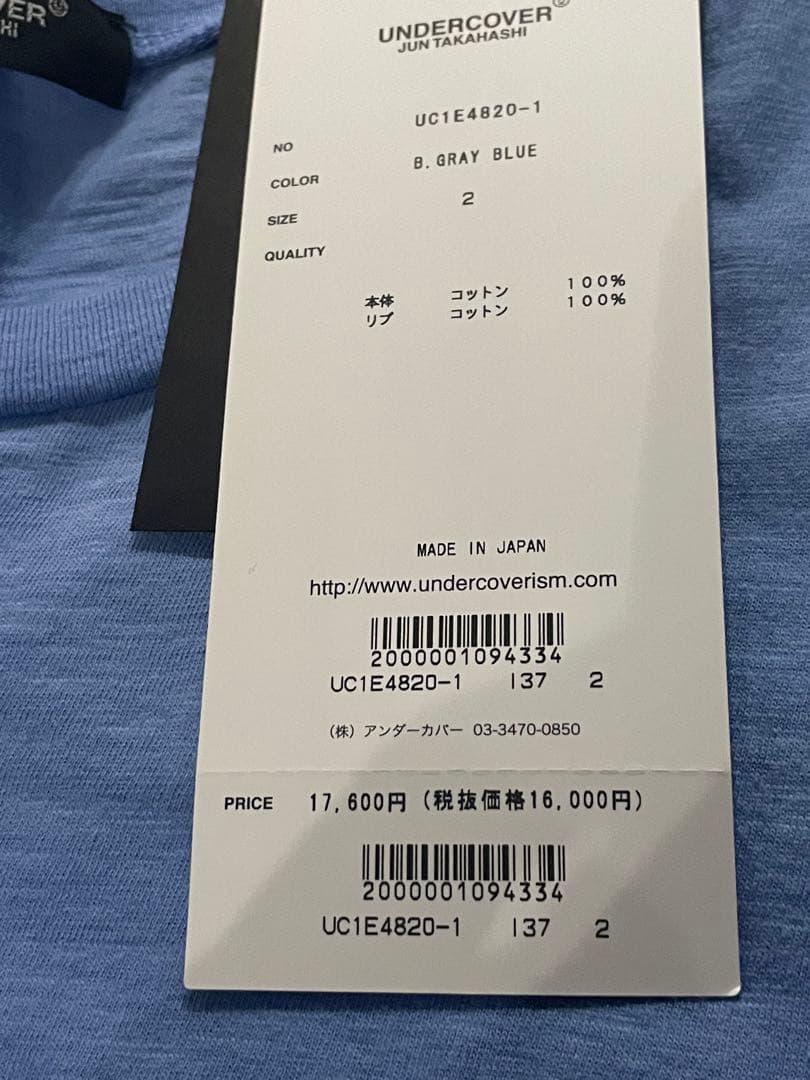 VER®
HI
UNDERCOVER®
JUN TAKAHASHI
NO UC1E4820-1
COLOR B.GRAY BLUE
SIZE 2
QUALITY
本体 コットン 100%
リブ コットン 100%
MADE IN JAPAN
http://www.undercoverism.com
2000001094334
UC1E4820-1 I37 2
(株) アンダーカバー 03-3470-0850
PRICE 17,600円 (税抜価格16,000円)
2000001094334
UC1E4820-1 I37 2